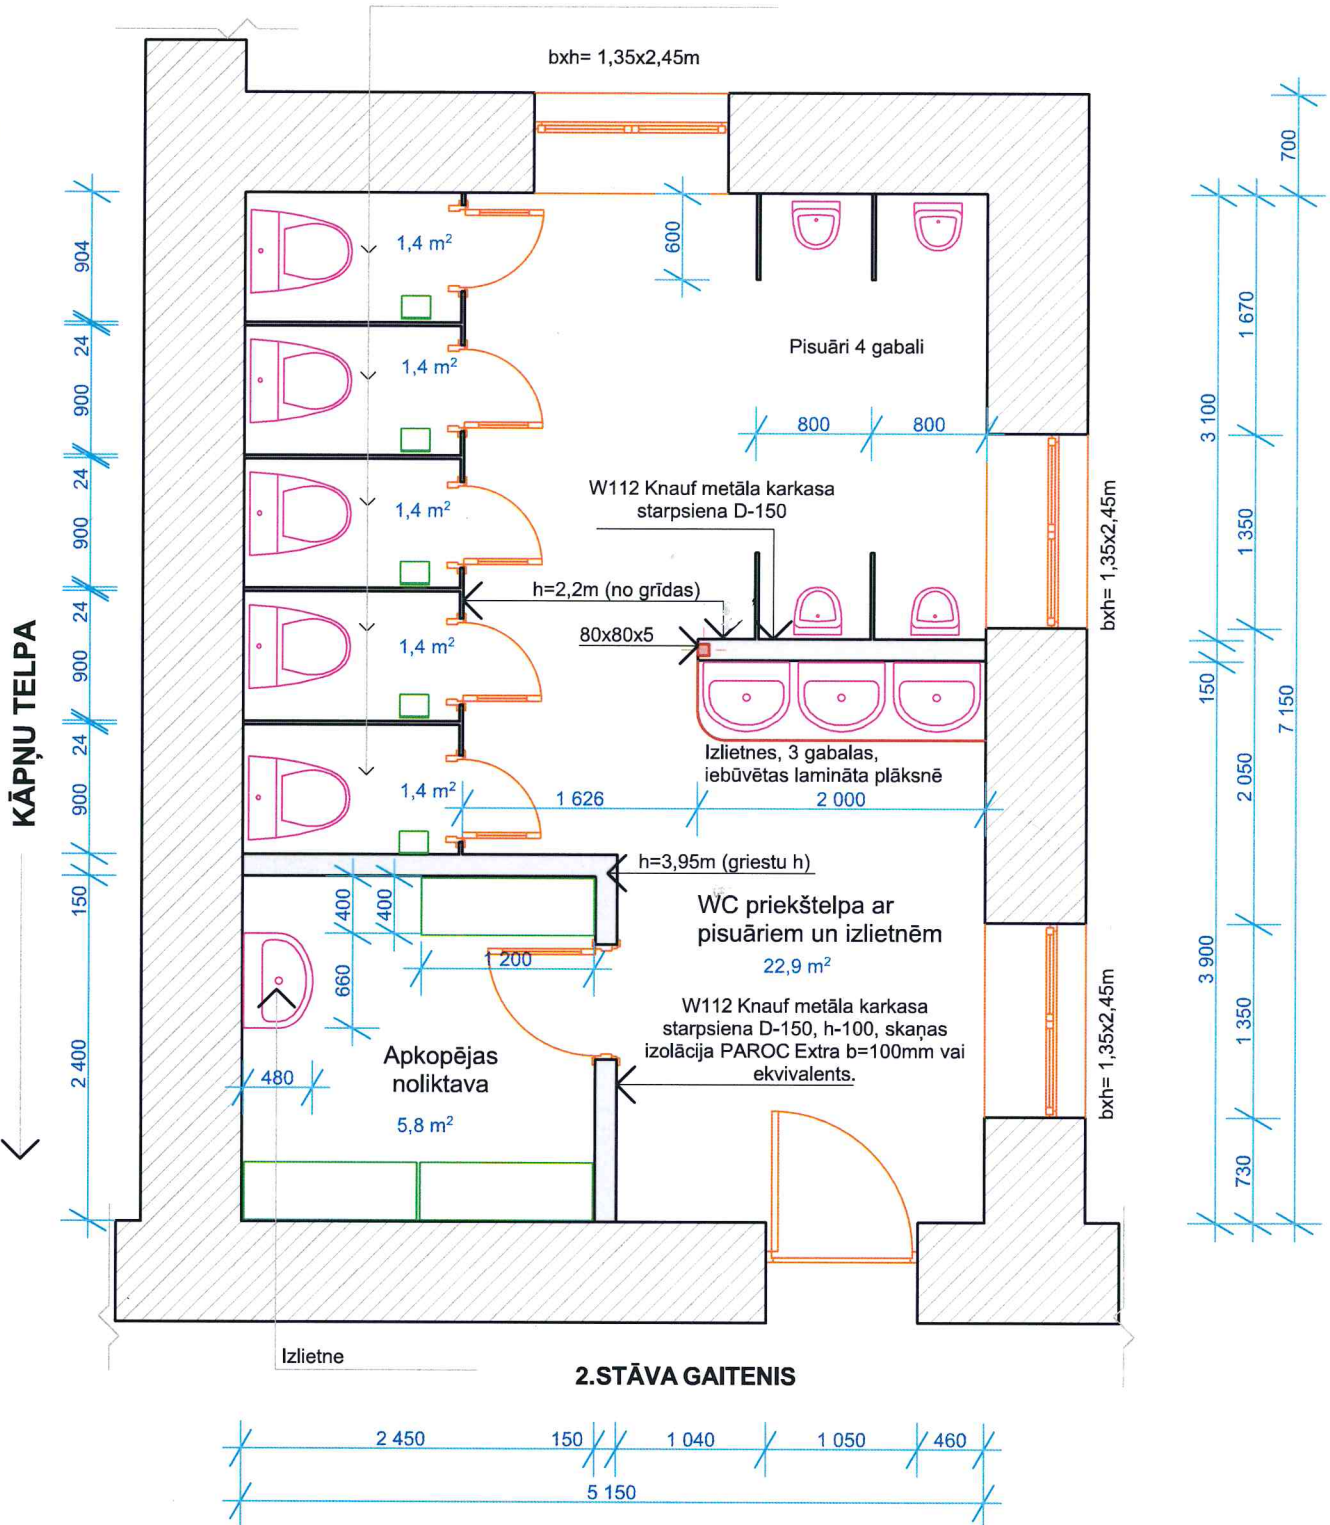 bxh= 1,35x2,45m
700
904
1,4 m²
600
1 670
Pisuāri 4 gabali
24
1,4 m²
900
800
800
3 100
24
W112 Knauf metāla karkasa
starpsiena D-150
1,4 m²
900
1 350
bxh= 1,35x2,45m
h=2,2m (no grīdas)
24
80x80x5
1,4 m²
900
KĀPŅU TELPA
150
7 150
24
Izlietnes, 3 gabalas,
iebūvētas lamināta plāksnē
1,4 m²
900
1 626
2 000
2 050
h=3,95m (griestu h)
150
400
400
WC priekštelpa ar
pisuāriem un izlietnēm
22,9 m²
1 200
660
3 900
W112 Knauf metāla karkasa
starpsiena D-150, h-100, skaņas
izolācija PAROC Extra b=100mm vai
ekvivalents.
1 350
bxh= 1,35x2,45m
2 400
480
Apkopējas
noliktava
5,8 m²
730
Izlietne
2.STĀVA GAITENIS
2 450
150
1 040
1 050
460
5 150